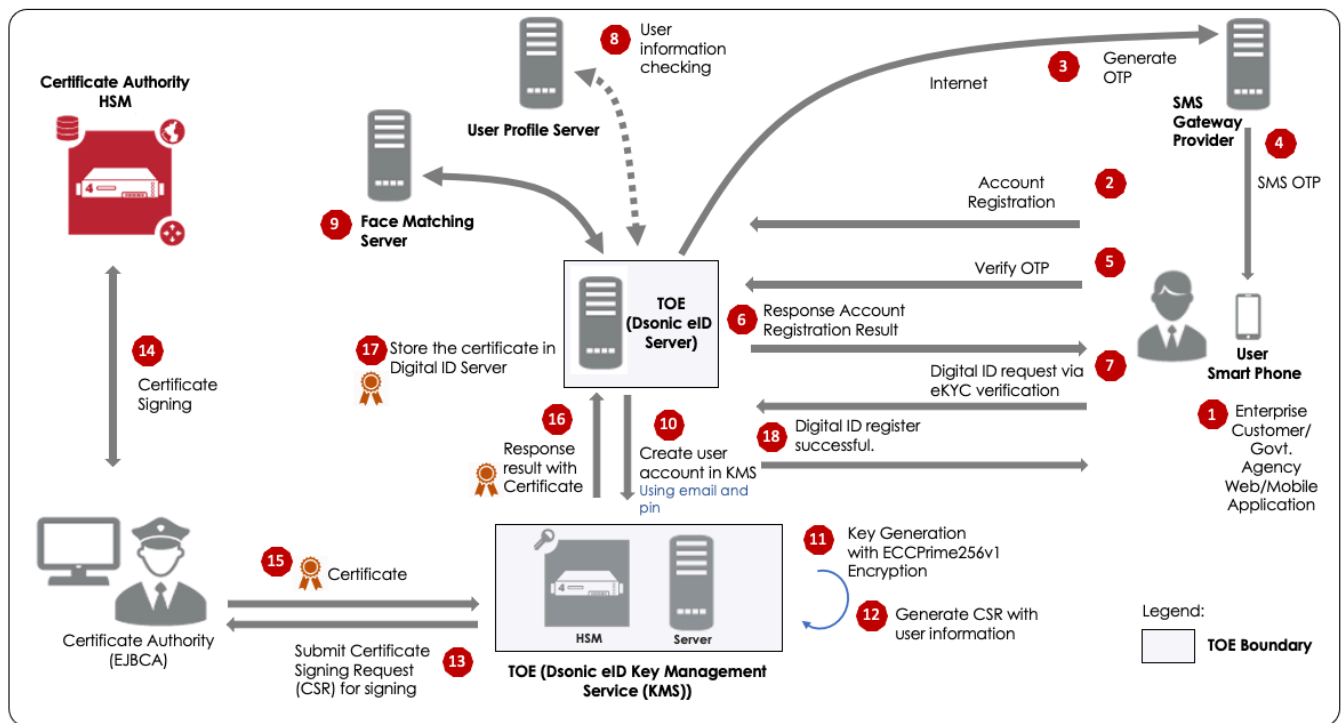 Certificate Authority
HSM
4
8
User
information
checking
User Profile Server
9
Face Matching
Server
Internet
3
Generate
OTP
SMS
Gateway
Provider
4
SMS OTP
2
Account
Registration
5
Verify OTP
TOE
(Dsonic eID
Server)
6
Response Account
Registration Result
User
Smart Phone
7
Digital ID request via
eKYC verification
1
Enterprise
Customer/
Govt.
Agency
Web/Mobile
Application
14
Certificate
Signing
17
Store the certificate in
Digital ID Server
16
Response
result with
Certificate
10
Create user
account in KMS
Using email and
pin
18
Digital ID register
successful.
15
Certificate
Certificate Authority
(EJBCA)
Submit Certificate
Signing Request
(CSR) for signing
13
HSM
Server
TOE (Dsonic eID Key Management
Service (KMS))
11
Key Generation
with ECCPrime256v1
Encryption
12
Generate CSR with
user information
Legend:
TOE Boundary